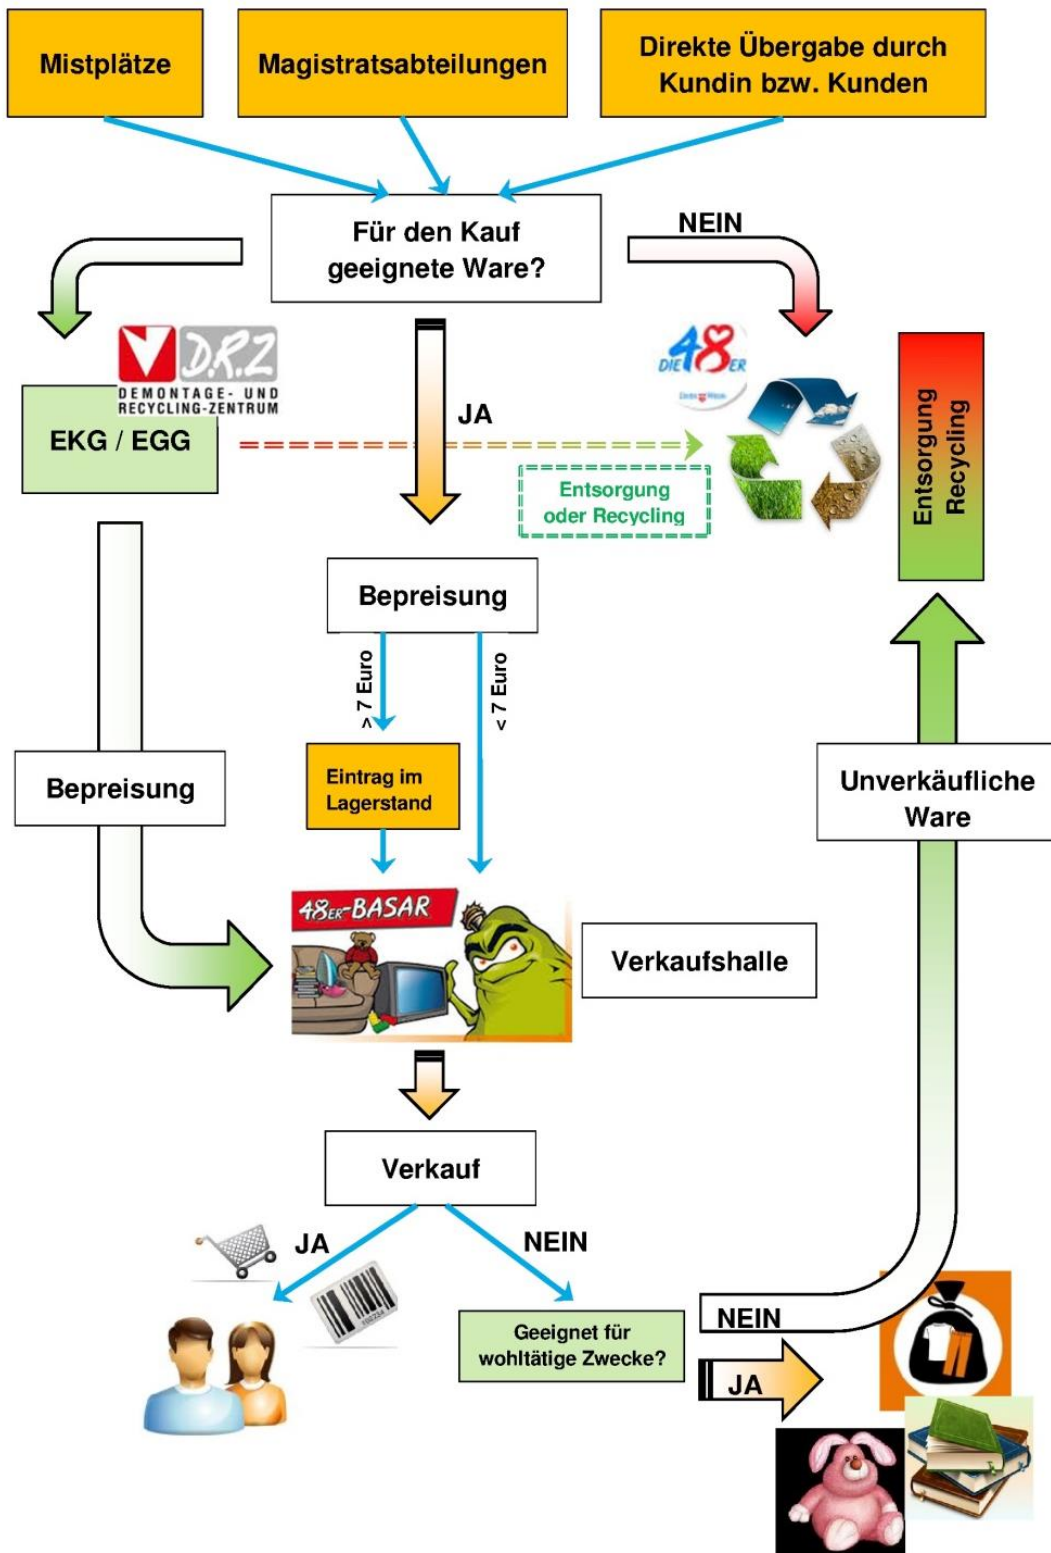 Mistplätze
Magistratsabteilungen
Direkte Übergabe durch
Kundin bzw. Kunden
Für den Kauf
geeignete Ware?
NEIN
D.R.Z
DEMONTAGE- UND
RECYCLING-ZENTRUM
DIE 48ER
EKG / EGG
JA
Entsorgung
oder Recycling
Entsorgung
Recycling
Bepreisung
> 7 Euro
< 7 Euro
Eintrag im
Lagerstand
Bepreisung
Unverkäufliche
Ware
48ER-BASAR
Verkaufshalle
Verkauf
JA
NEIN
Geeignet für
wohltätige Zwecke?
NEIN
JA